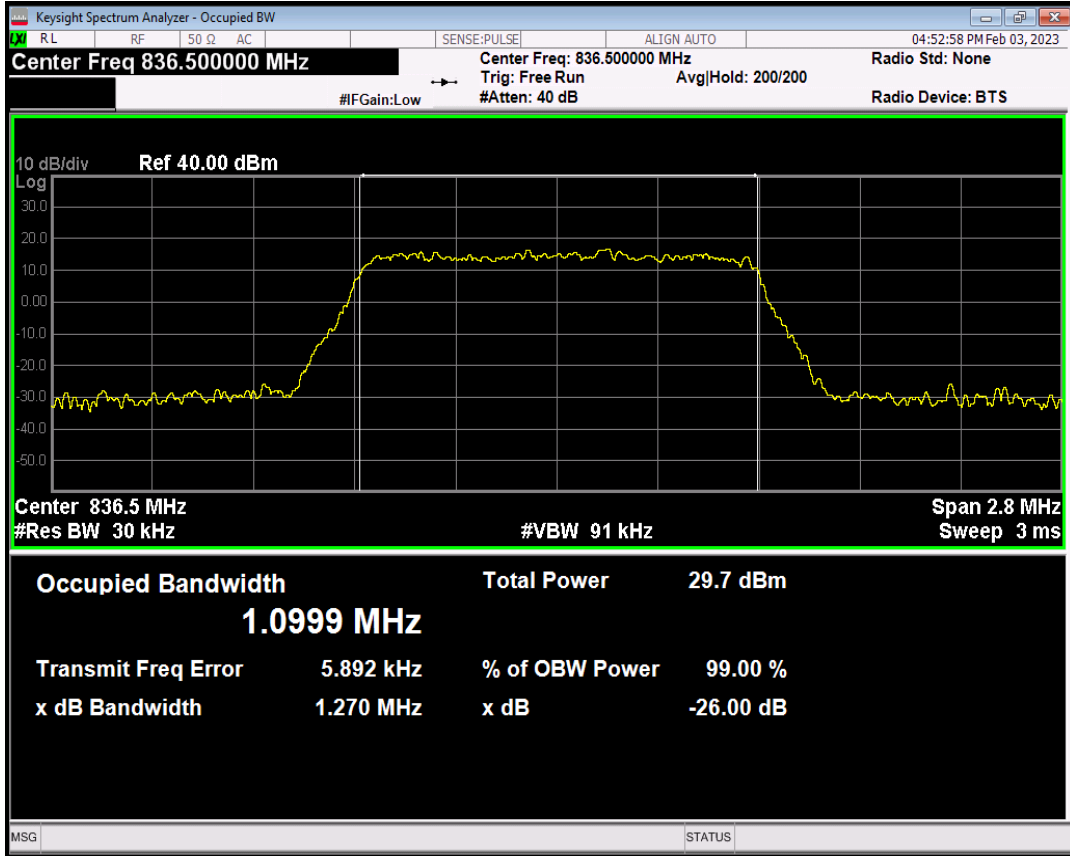 Keysight Spectrum Analyzer - Occupied BW
LXI RL RF 50 Ω AC SENSE:PULSE ALIGN AUTO 04:52:58 PM Feb 03, 2023
Center Freq 836.500000 MHz Center Freq: 836.500000 MHz Radio Std: None
Trig: Free Run Avg|Hold: 200/200
#IFGain:Low #Atten: 40 dB Radio Device: BTS
10 dB/div Ref 40.00 dBm
Log
30.0
20.0
10.0
0.00
-10.0
-20.0
-30.0
-40.0
-50.0
Center 836.5 MHz Span 2.8 MHz
#Res BW 30 kHz #VBW 91 kHz Sweep 3 ms
Occupied Bandwidth Total Power 29.7 dBm
1.0999 MHz
Transmit Freq Error 5.892 kHz % of OBW Power 99.00 %
x dB Bandwidth 1.270 MHz x dB -26.00 dB
MSG STATUS